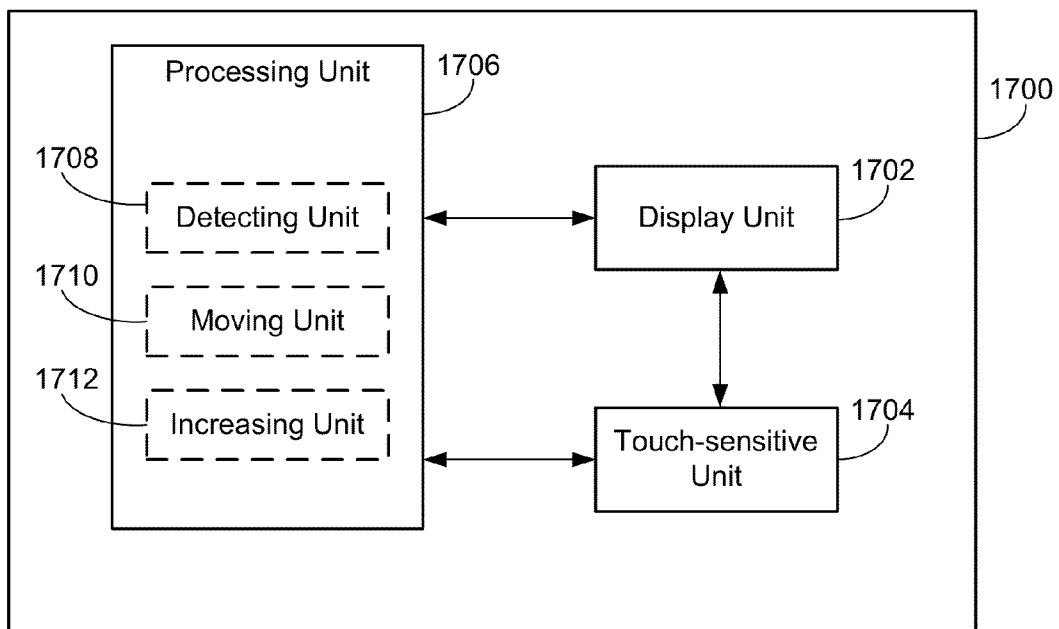 Processing Unit
1706
1700
1708
Detecting Unit
1702
Display Unit
1710
Moving Unit
1712
Increasing Unit
1704
Touch-sensitive
Unit